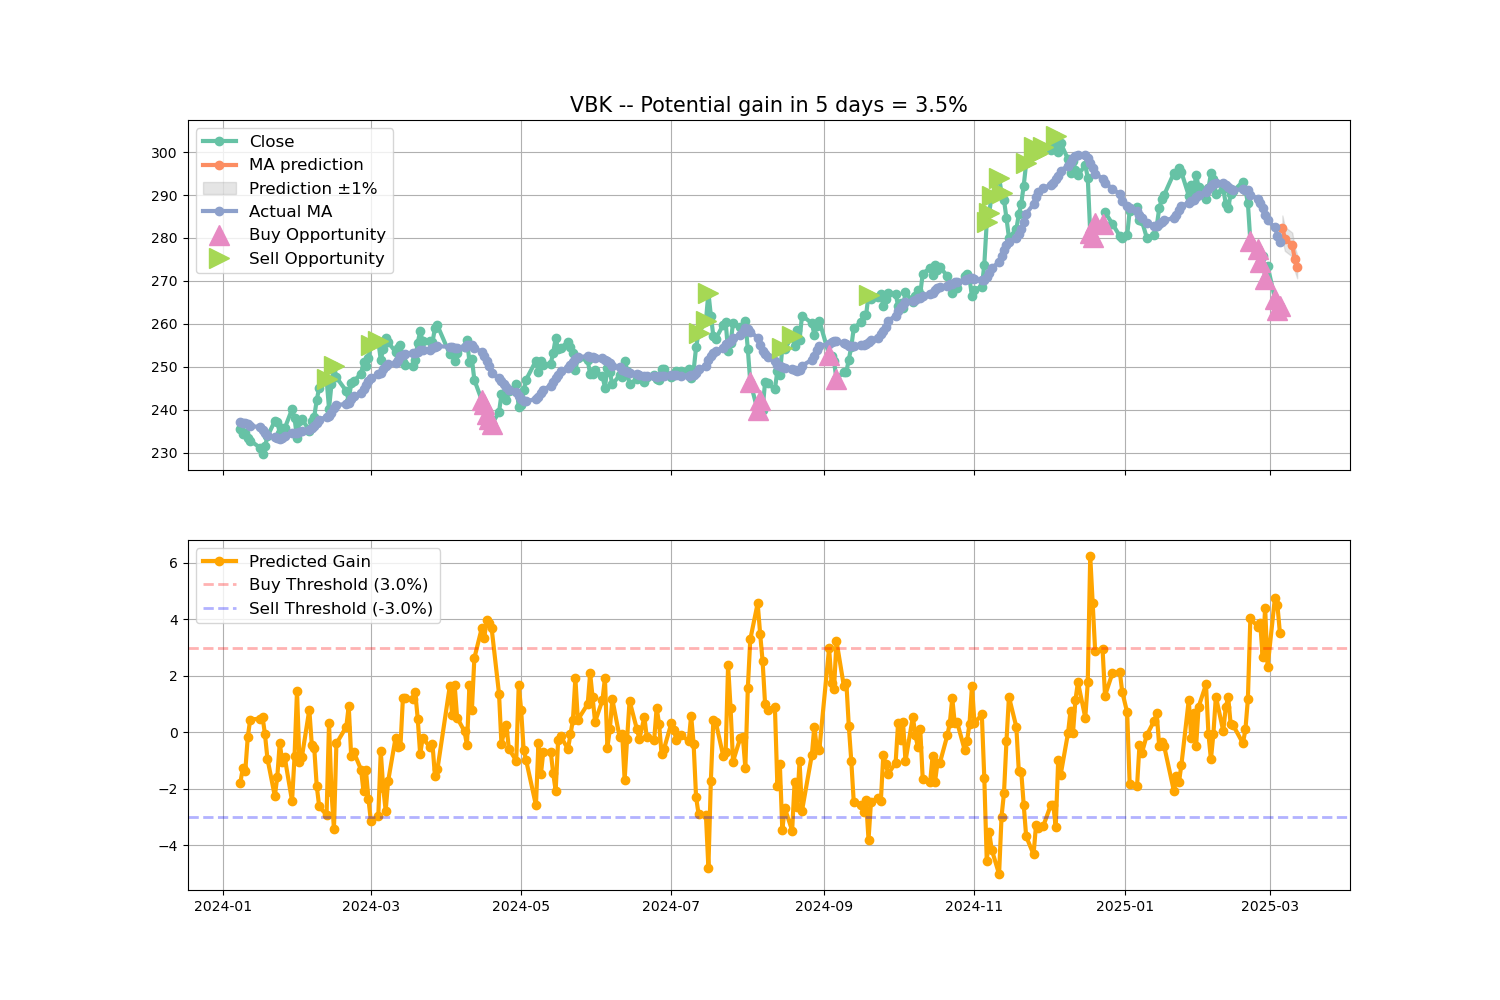 VBK -- Potential gain in 5 days = 3.5%
Close
MA prediction
Prediction ±1%
Actual MA
Buy Opportunity
Sell Opportunity
300
290
280
270
260
250
240
230
Predicted Gain
Buy Threshold (3.0%)
Sell Threshold (-3.0%)
6
4
2
0
−2
−4
2024-01 2024-03 2024-05 2024-07 2024-09 2024-11 2025-01 2025-03